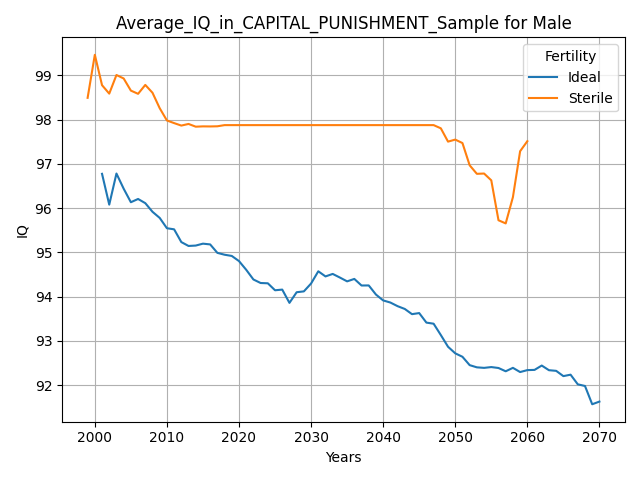 Average_IQ_in_CAPITAL_PUNISHMENT_Sample for Male
Fertility
Ideal
Sterile
99
98
97
96
95
94
93
92
IQ
2000 2010 2020 2030 2040 2050 2060 2070
Years